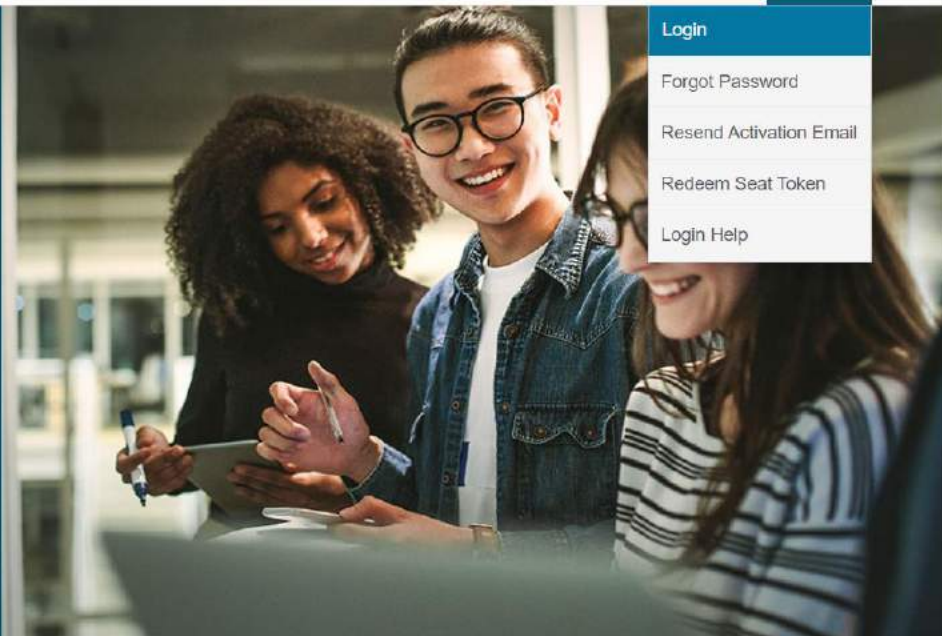 Login
Forgot Password
Resend Activation Email
Redeem Seat Token
Login Help